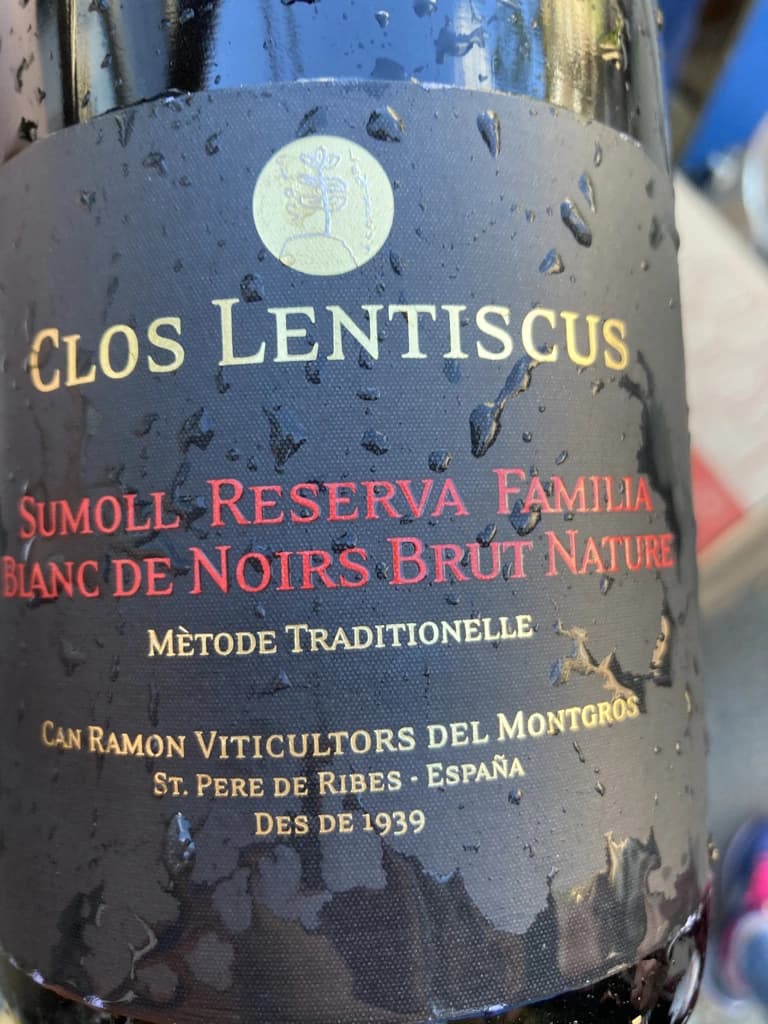 CLOS LENTISCUS
SUMOLL RESERVA FAMILIA
BLANC DE NOIRS BRUT NATURE
MÈTODE TRADITIONELLE
CAN RAMON VITICULTORS DEL MONTGROS
ST. PERE DE RIBES · ESPAÑA
DES DE 1939